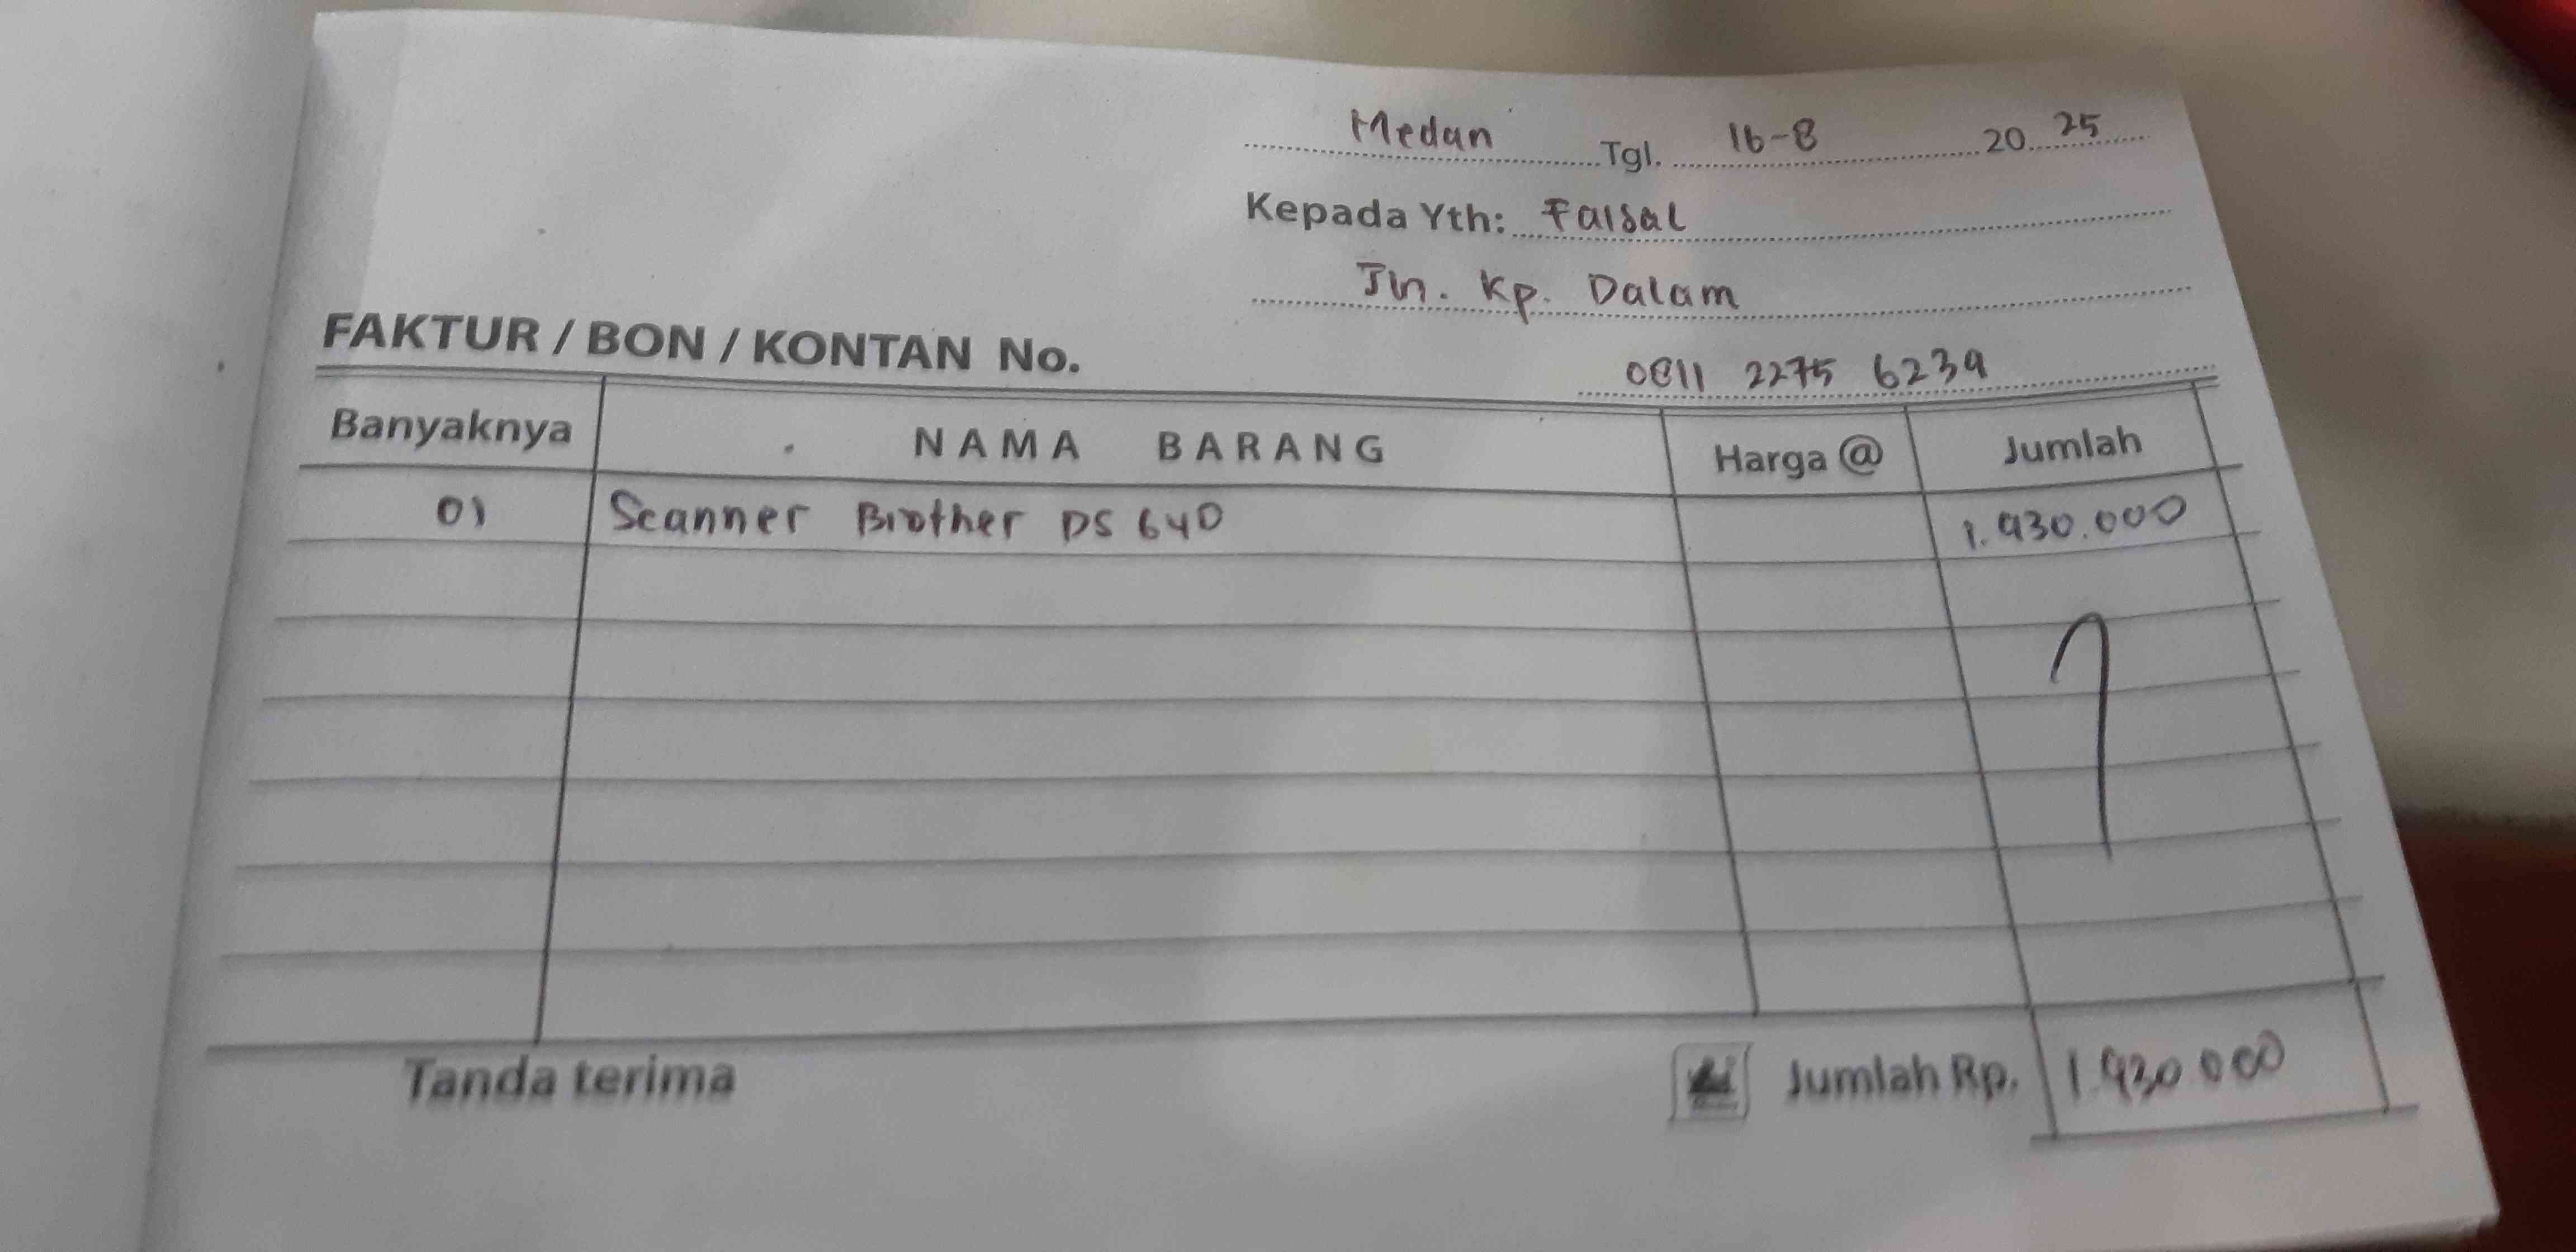 Medan Tgl. 16-8 20 25
Kepada Yth: Faisal
Jln. Kp. Dalam
FAKTUR / BON / KONTAN No.
0811 2275 6239
Banyaknya NAMA BARANG Harga @ Jumlah
01 Scanner Brother DS 640 1.930.000
Tanda terima Jumlah Rp. 1.930 000